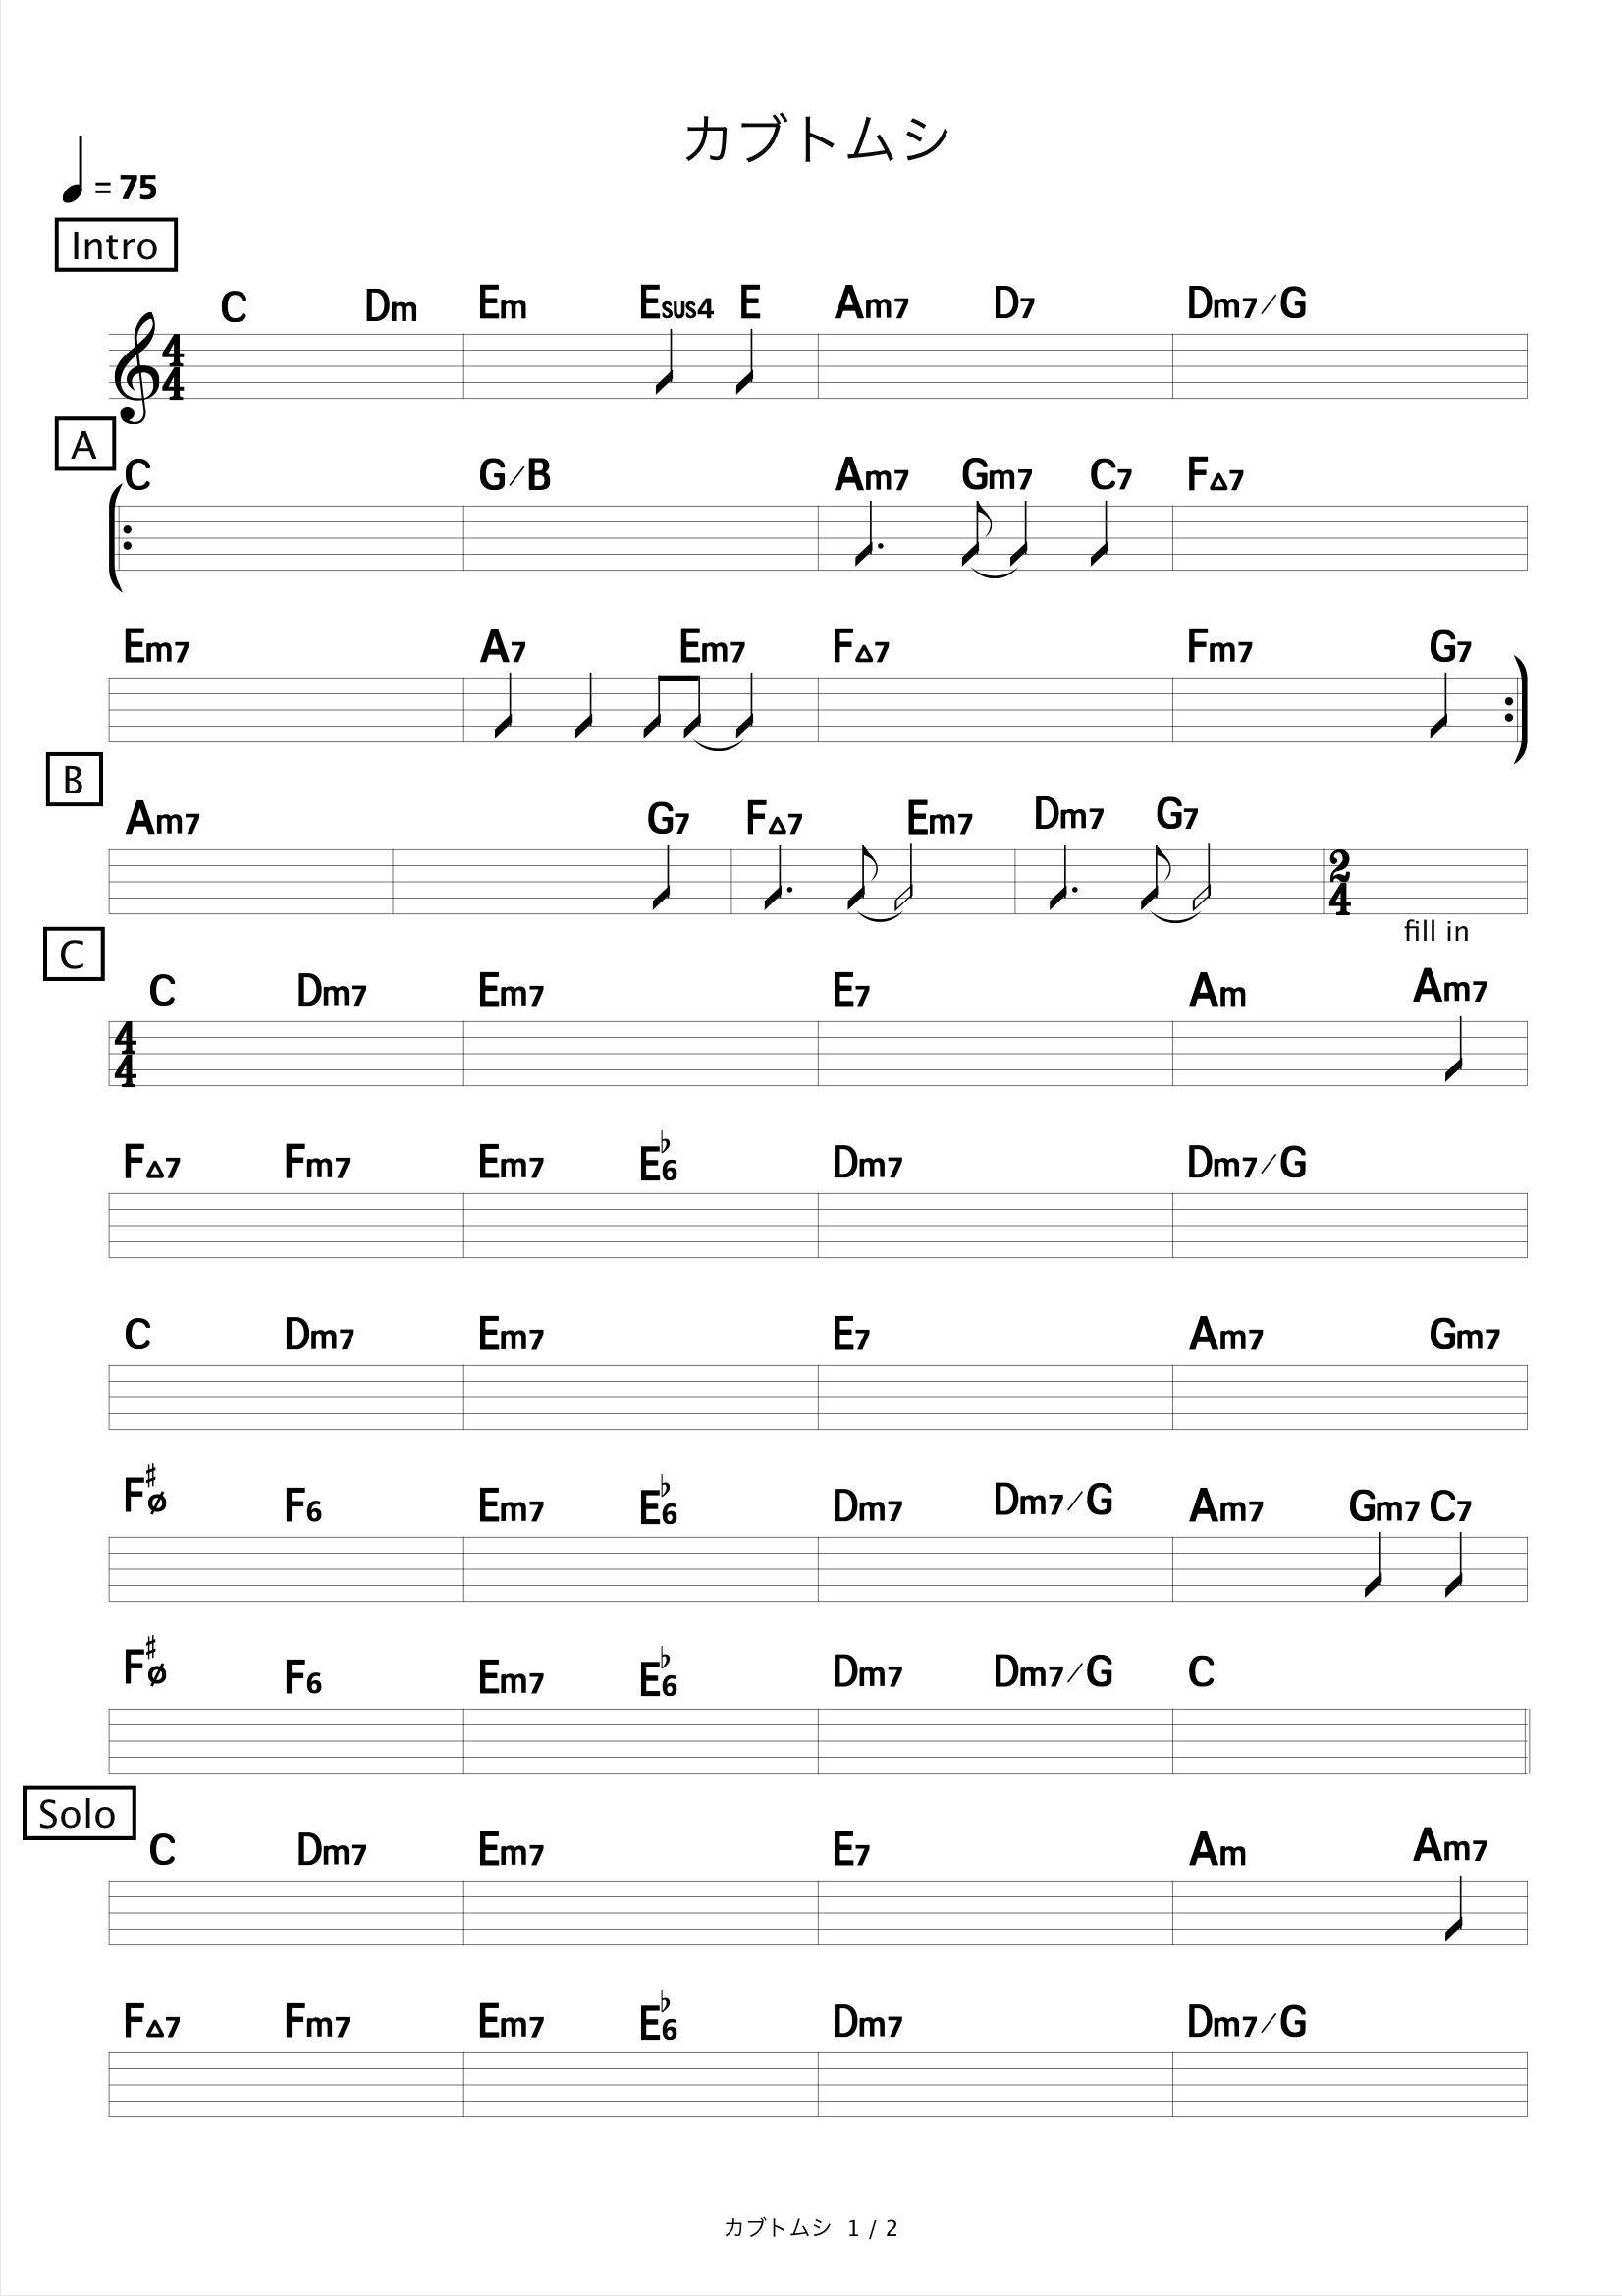 カブトムシ
♩ = 75
Intro
C Dm Em Esus4 E Am7 D7 Dm7/G
4/4
A
C G/B Am7 Gm7 C7 F△7
Em7 A7 Em7 F△7 Fm7 G7
B
Am7 G7 F△7 Em7 Dm7 G7
2/4
fill in
C
C Dm7 Em7 E7 Am Am7
4/4
F△7 Fm7 Em7 E♭6 Dm7 Dm7/G
C Dm7 Em7 E7 Am7 Gm7
F♯ø F6 Em7 E♭6 Dm7 Dm7/G Am7 Gm7 C7
F♯ø F6 Em7 E♭6 Dm7 Dm7/G C
Solo
C Dm7 Em7 E7 Am Am7
F△7 Fm7 Em7 E♭6 Dm7 Dm7/G
カブトムシ 1 / 2